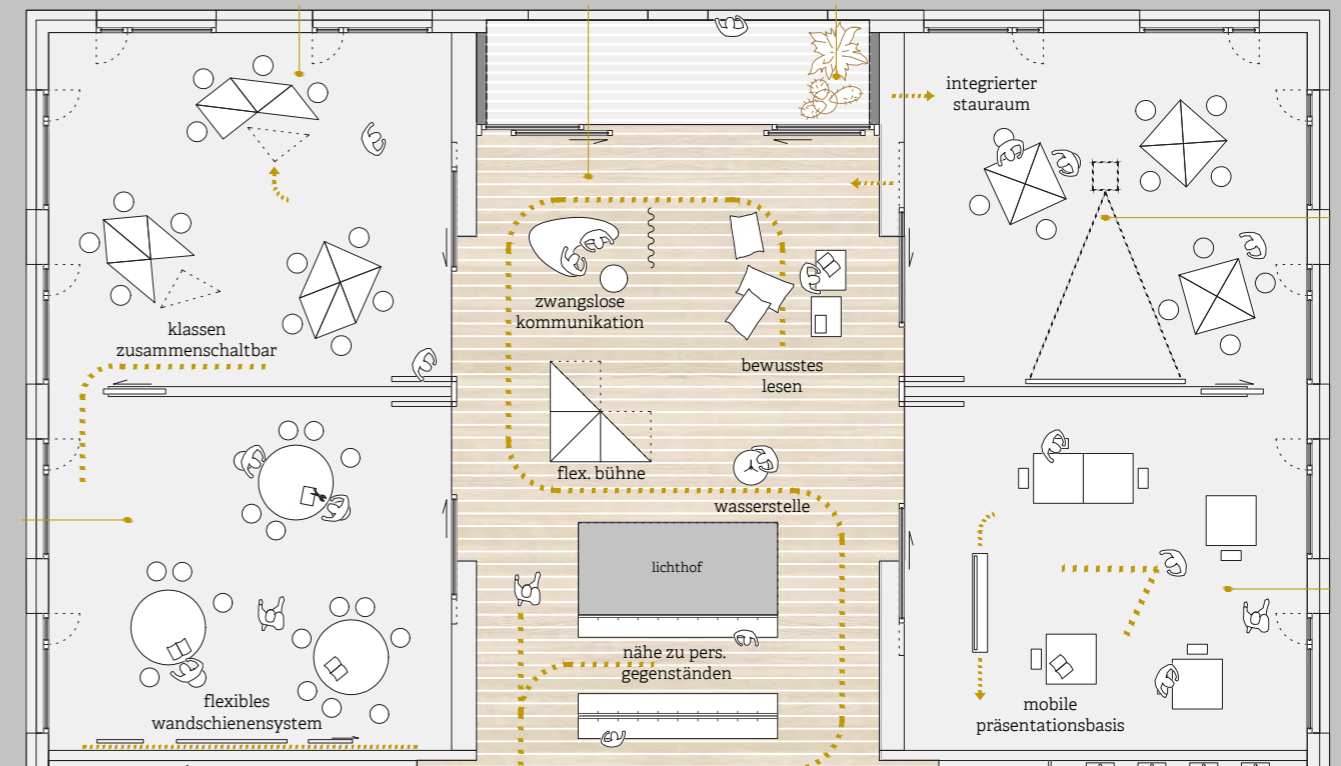 integrierter
stauraum
zwangslose
kommunikation
klassen
zusammenschaltbar
bewusstes
lesen
flex. bühne
wasserstelle
lichthof
nähe zu pers.
gegenständen
flexibles
wandschienensystem
mobile
präsentationsbasis